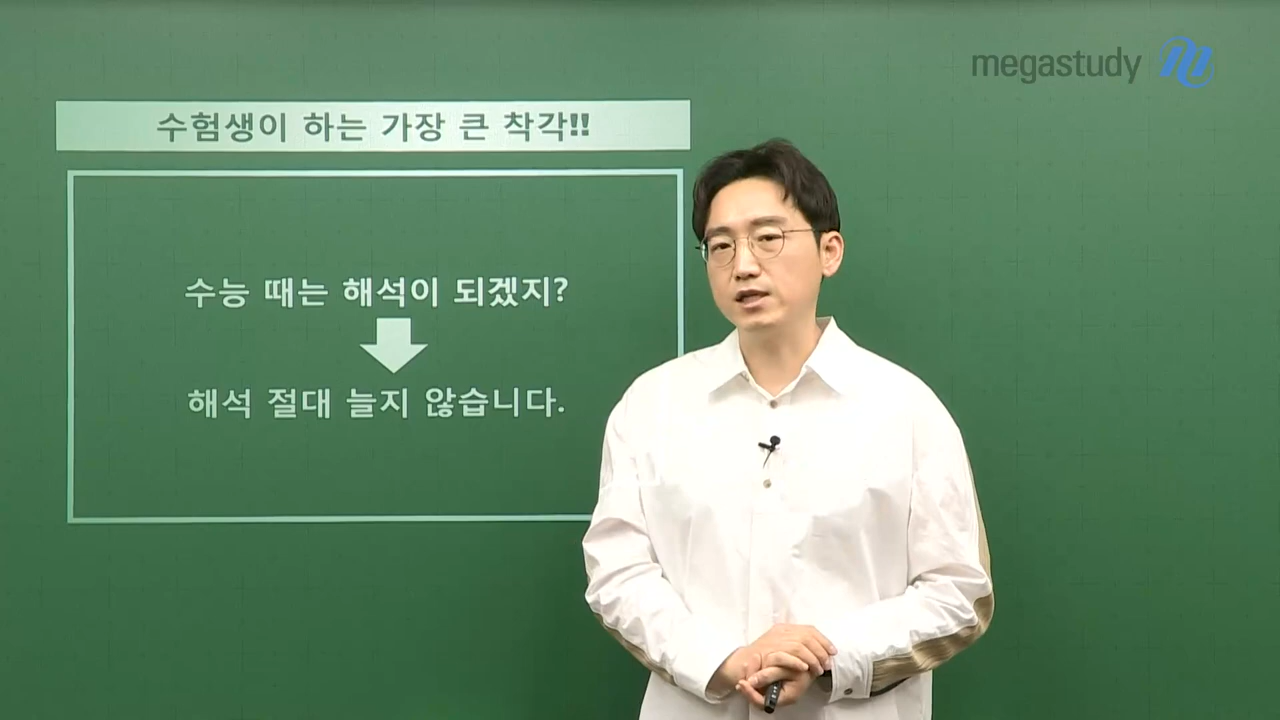 megastudy
수험생이 하는 가장 큰 착각!!
수능 때는 해석이 되겠지?
해석 절대 늘지 않습니다.